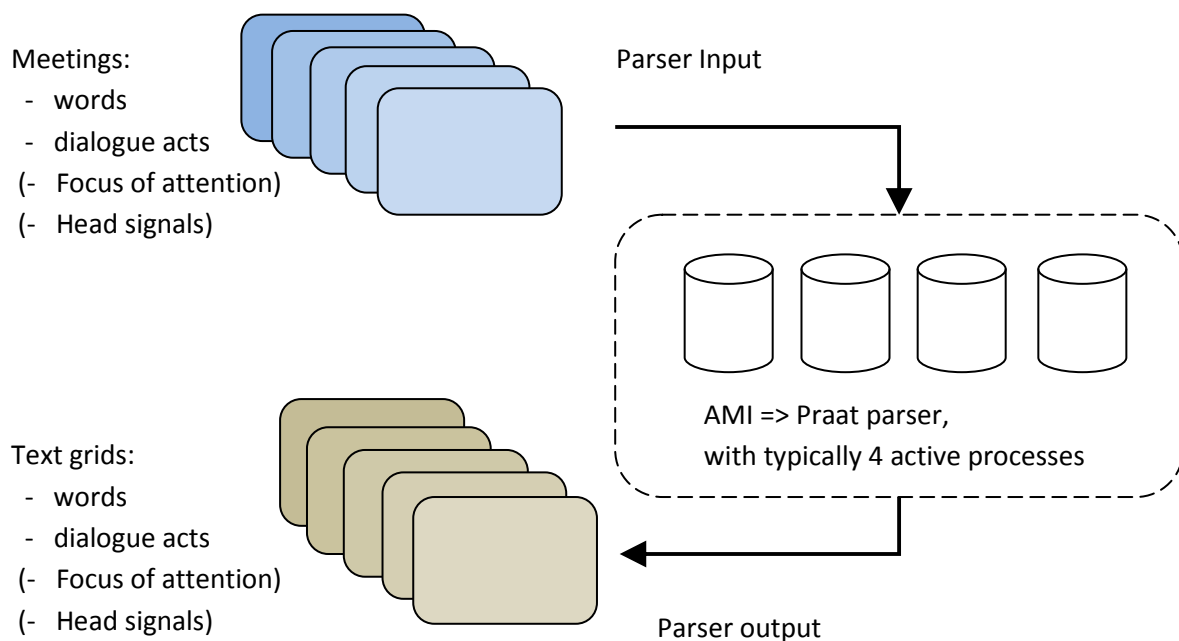 Meetings:
- words
- dialogue acts
(- Focus of attention)
(- Head signals)
Parser Input
AMI => Praat parser,
with typically 4 active processes
Text grids:
- words
- dialogue acts
(- Focus of attention)
(- Head signals)
Parser output